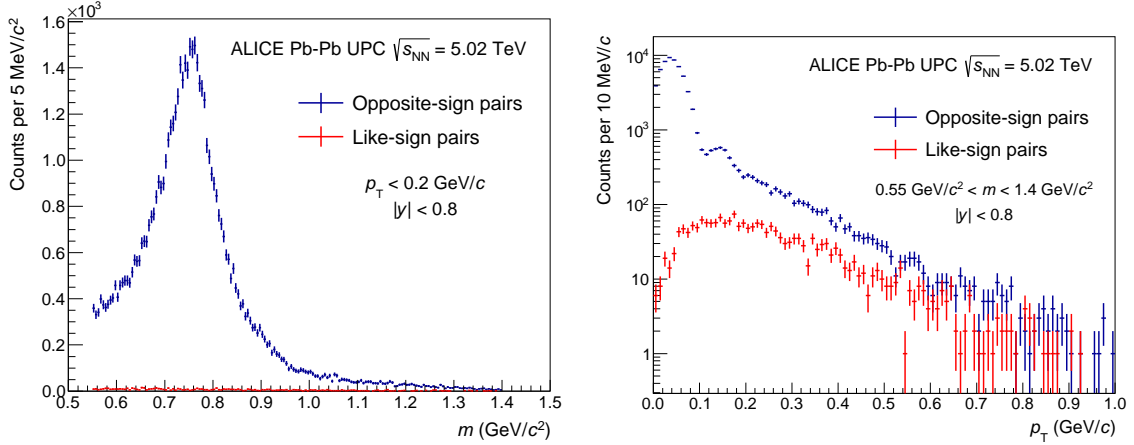 ×10³
1.6
1.4
1.2
1.0
0.8
0.6
0.4
0.2
0.0
Counts per 5 MeV/c²
ALICE Pb-Pb UPC √sNN = 5.02 TeV
Opposite-sign pairs
Like-sign pairs
pT < 0.2 GeV/c
|y| < 0.8
0.5 0.6 0.7 0.8 0.9 1.0 1.1 1.2 1.3 1.4 1.5
m (GeV/c²)
10⁴
10³
10²
10
1
Counts per 10 MeV/c
ALICE Pb-Pb UPC √sNN = 5.02 TeV
Opposite-sign pairs
Like-sign pairs
0.55 GeV/c² < m < 1.4 GeV/c²
|y| < 0.8
0.0 0.1 0.2 0.3 0.4 0.5 0.6 0.7 0.8 0.9 1.0
pT (GeV/c)